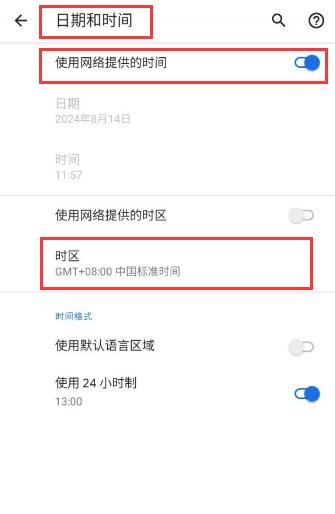 日期和时间
使用网络提供的时间
日期
2024年8月14日
时间
11:57
使用网络提供的时区
时区
GMT+08:00 中国标准时间
时间格式
使用默认语言区域
使用 24 小时制
13:00